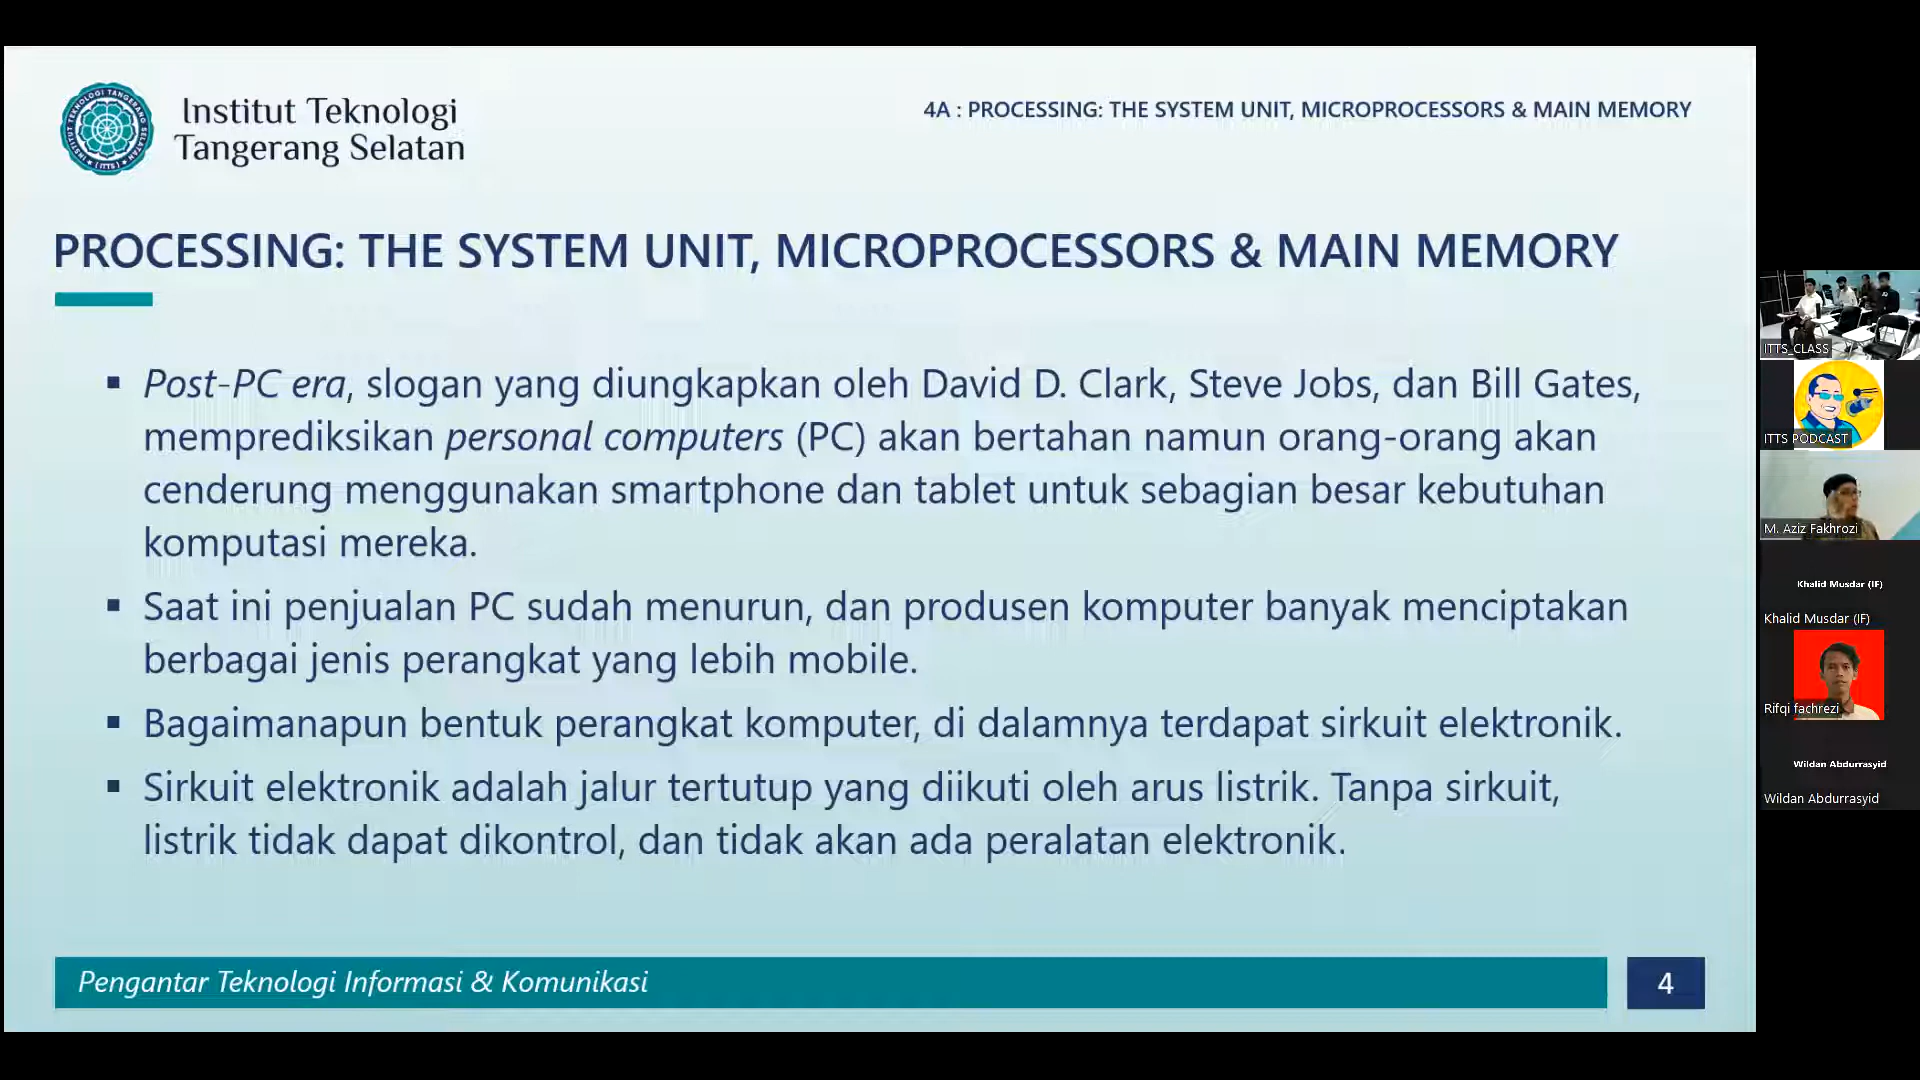 Institut Teknologi
Tangerang Selatan
4A : PROCESSING: THE SYSTEM UNIT, MICROPROCESSORS & MAIN MEMORY
PROCESSING: THE SYSTEM UNIT, MICROPROCESSORS & MAIN MEMORY
▪ Post-PC era, slogan yang diungkapkan oleh David D. Clark, Steve Jobs, dan Bill Gates,
memprediksikan personal computers (PC) akan bertahan namun orang-orang akan
cenderung menggunakan smartphone dan tablet untuk sebagian besar kebutuhan
komputasi mereka.
▪ Saat ini penjualan PC sudah menurun, dan produsen komputer banyak menciptakan
berbagai jenis perangkat yang lebih mobile.
▪ Bagaimanapun bentuk perangkat komputer, di dalamnya terdapat sirkuit elektronik.
▪ Sirkuit elektronik adalah jalur tertutup yang diikuti oleh arus listrik. Tanpa sirkuit,
listrik tidak dapat dikontrol, dan tidak akan ada peralatan elektronik.
Pengantar Teknologi Informasi & Komunikasi
4
ITTS_CLASS
ITTS PODCAST
M. Aziz Fakhrozi
Khalid Musdar (IF)
Khalid Musdar (IF)
Rifqi fachrezi
Wildan Abdurrasyid
Wildan Abdurrasyid